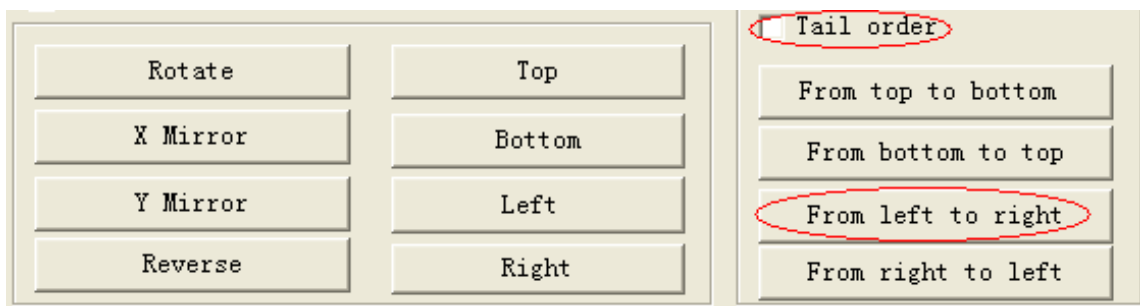 Rotate
X Mirror
Y Mirror
Reverse
Top
Bottom
Left
Right
Tail order
From top to bottom
From bottom to top
From left to right
From right to left